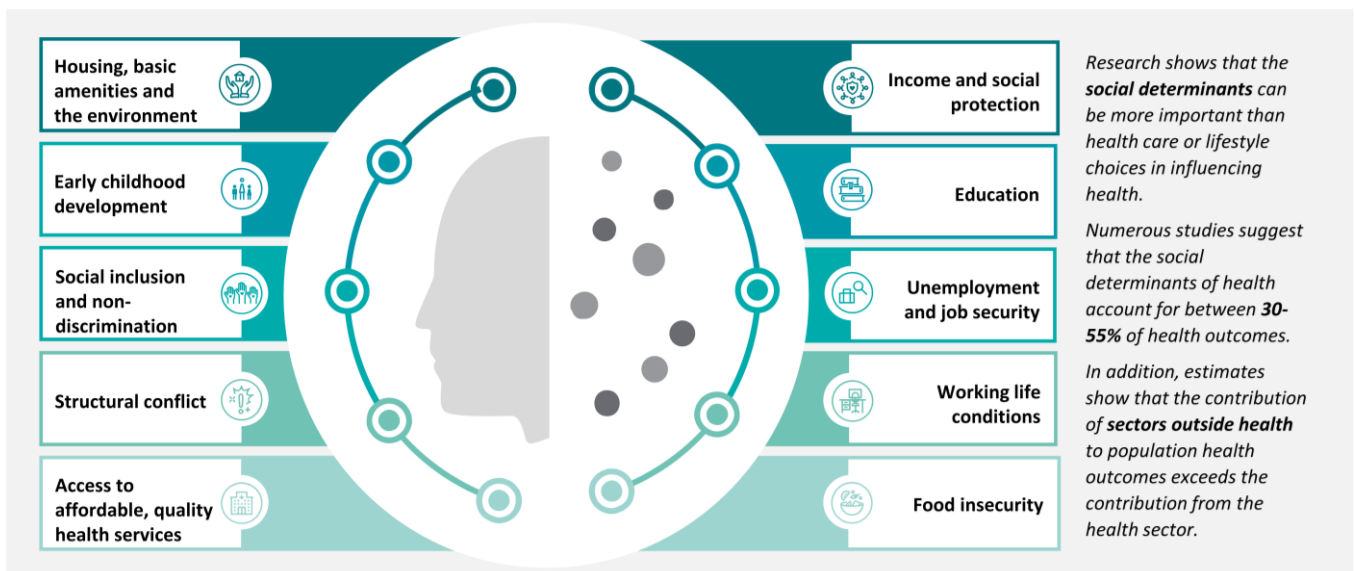 Housing, basic
amenities and
the environment
Early childhood
development
Social inclusion
and non-
discrimination
Structural conflict
Access to
affordable, quality
health services
Income and social
protection
Education
Unemployment
and job security
Working life
conditions
Food insecurity
Research shows that the
social determinants can
be more important than
health care or lifestyle
choices in influencing
health.
Numerous studies suggest
that the social
determinants of health
account for between 30-
55% of health outcomes.
In addition, estimates
show that the contribution
of sectors outside health
to population health
outcomes exceeds the
contribution from the
health sector.